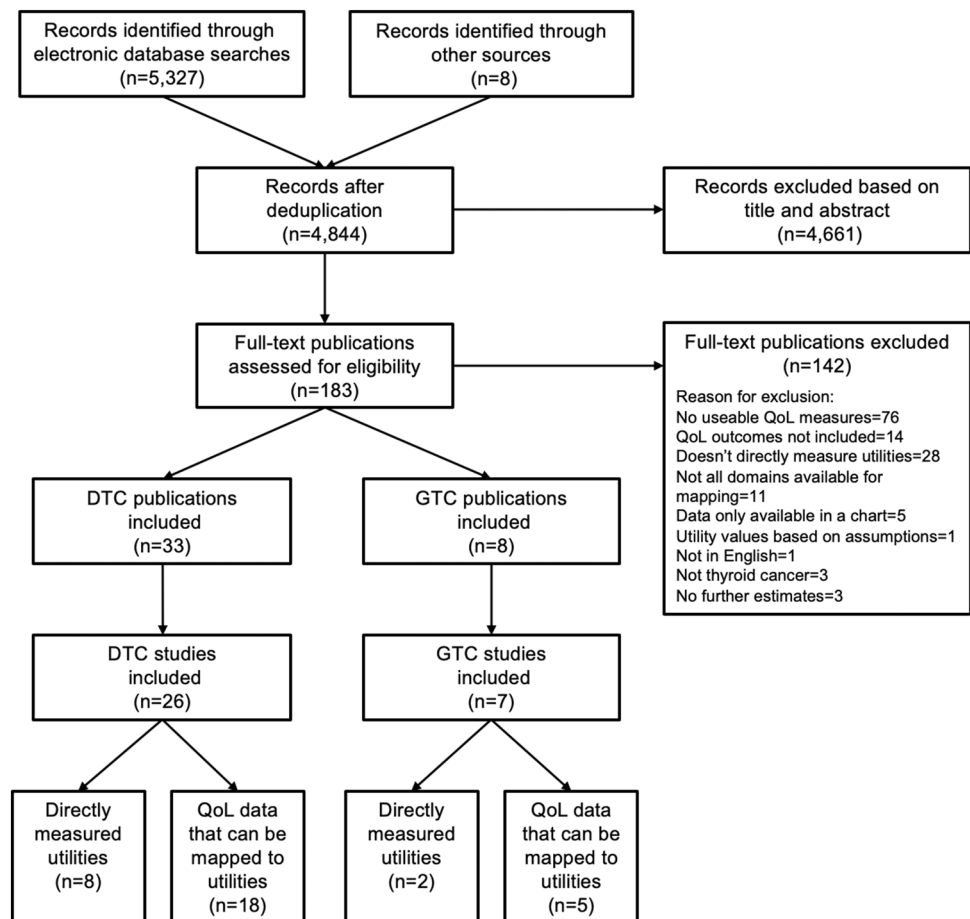 Records identified through
electronic database searches
(n=5,327)
Records identified through
other sources
(n=8)
Records after
deduplication
(n=4,844)
Records excluded based on
title and abstract
(n=4,661)
Full-text publications
assessed for eligibility
(n=183)
Full-text publications excluded
(n=142)
Reason for exclusion:
No useable QoL measures=76
QoL outcomes not included=14
Doesn’t directly measure utilities=28
Not all domains available for
mapping=11
Data only available in a chart=5
Utility values based on assumptions=1
Not in English=1
Not thyroid cancer=3
No further estimates=3
DTC publications
included
(n=33)
GTC publications
included
(n=8)
DTC studies
included
(n=26)
GTC studies
included
(n=7)
Directly
measured
utilities
(n=8)
QoL data
that can be
mapped to
utilities
(n=18)
Directly
measured
utilities
(n=2)
QoL data
that can be
mapped to
utilities
(n=5)